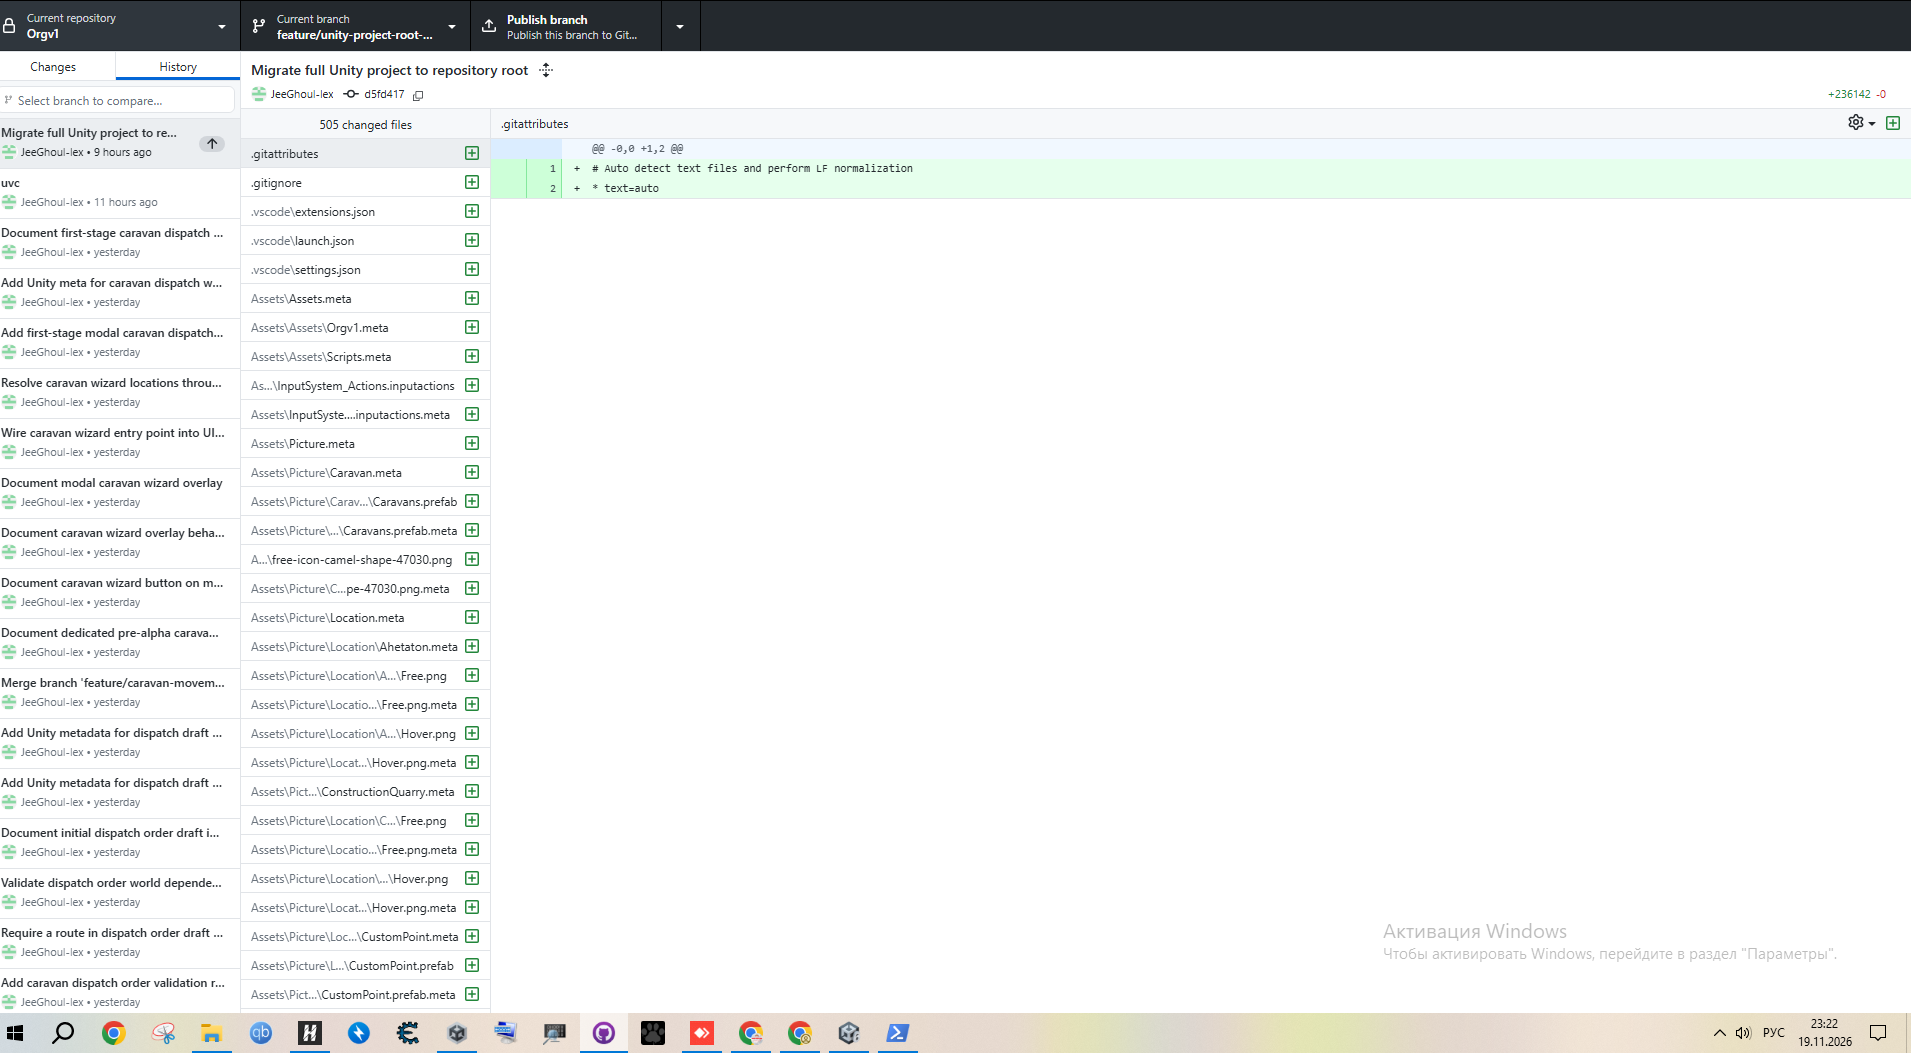 Current repository
Orgv1
Current branch
feature/unity-project-root-...
Publish branch
Publish this branch to Git...
Changes
History
Select branch to compare...
Migrate full Unity project to re...
JeeGhoul-lex • 9 hours ago
uvc
JeeGhoul-lex • 11 hours ago
Document first-stage caravan dispatch ...
JeeGhoul-lex • yesterday
Add Unity meta for caravan dispatch w...
JeeGhoul-lex • yesterday
Add first-stage modal caravan dispatch...
JeeGhoul-lex • yesterday
Resolve caravan wizard locations throu...
JeeGhoul-lex • yesterday
Wire caravan wizard entry point into UI...
JeeGhoul-lex • yesterday
Document modal caravan wizard overlay
JeeGhoul-lex • yesterday
Document caravan wizard overlay beha...
JeeGhoul-lex • yesterday
Document caravan wizard button on m...
JeeGhoul-lex • yesterday
Document dedicated pre-alpha carava...
JeeGhoul-lex • yesterday
Merge branch 'feature/caravan-movem...
JeeGhoul-lex • yesterday
Add Unity metadata for dispatch draft ...
JeeGhoul-lex • yesterday
Add Unity metadata for dispatch draft ...
JeeGhoul-lex • yesterday
Document initial dispatch order draft i...
JeeGhoul-lex • yesterday
Validate dispatch order world depende...
JeeGhoul-lex • yesterday
Require a route in dispatch order draft ...
JeeGhoul-lex • yesterday
Add caravan dispatch order validation r...
JeeGhoul-lex • yesterday
Migrate full Unity project to repository root
JeeGhoul-lex d5fd417
+236142 -0
505 changed files
.gitattributes
.gitignore
.vscode\extensions.json
.vscode\launch.json
.vscode\settings.json
Assets\Assets.meta
Assets\Assets\Orgv1.meta
Assets\Assets\Scripts.meta
As...\InputSystem_Actions.inputactions
Assets\InputSyste....inputactions.meta
Assets\Picture.meta
Assets\Picture\Caravan.meta
Assets\Picture\Carav...\Caravans.prefab
Assets\Picture\...\Caravans.prefab.meta
A...\free-icon-camel-shape-47030.png
Assets\Picture\C...pe-47030.png.meta
Assets\Picture\Location.meta
Assets\Picture\Location\Ahetaton.meta
Assets\Picture\Location\A...\Free.png
Assets\Picture\Locatio...\Free.png.meta
Assets\Picture\Location\A...\Hover.png
Assets\Picture\Locat...\Hover.png.meta
Assets\Pict...\ConstructionQuarry.meta
Assets\Picture\Location\C...\Free.png
Assets\Picture\Locatio...\Free.png.meta
Assets\Picture\Location\...\Hover.png
Assets\Picture\Locat...\Hover.png.meta
Assets\Picture\Loc...\CustomPoint.meta
Assets\Picture\L...\CustomPoint.prefab
Assets\Pict...\CustomPoint.prefab.meta
.gitattributes
@@ -0,0 +1,2 @@
1 + # Auto detect text files and perform LF normalization
2 + * text=auto
Активация Windows
Чтобы активировать Windows, перейдите в раздел "Параметры".
qb
H
РУС
23:22
19.11.2026